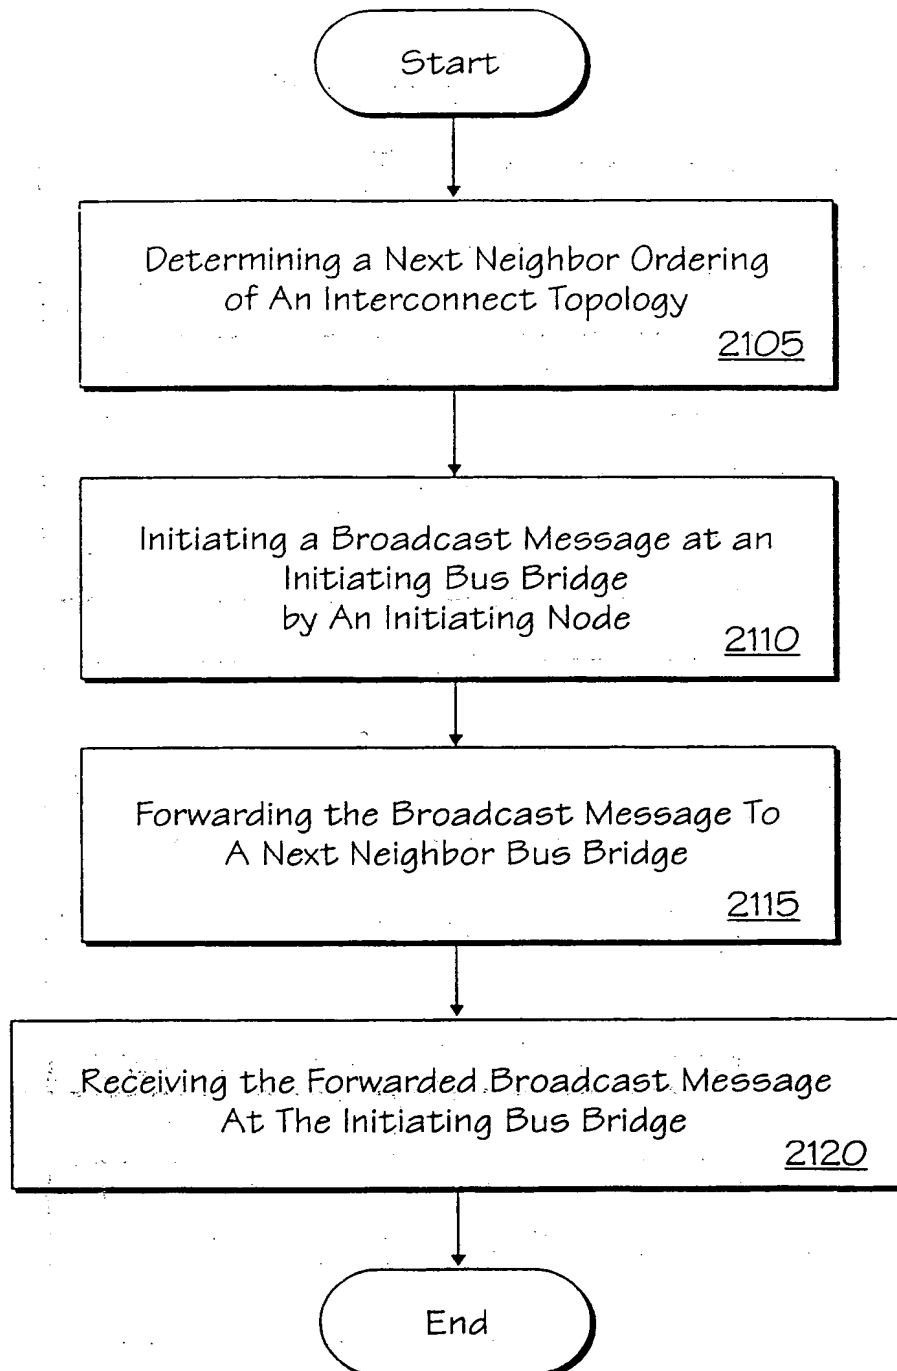 Start
Determining a Next Neighbor Ordering
of An Interconnect Topology
2105
Initiating a Broadcast Message at an
Initiating Bus Bridge
by An Initiating Node
2110
Forwarding the Broadcast Message To
A Next Neighbor Bus Bridge
2115
Receiving the Forwarded Broadcast Message
At The Initiating Bus Bridge
2120
End